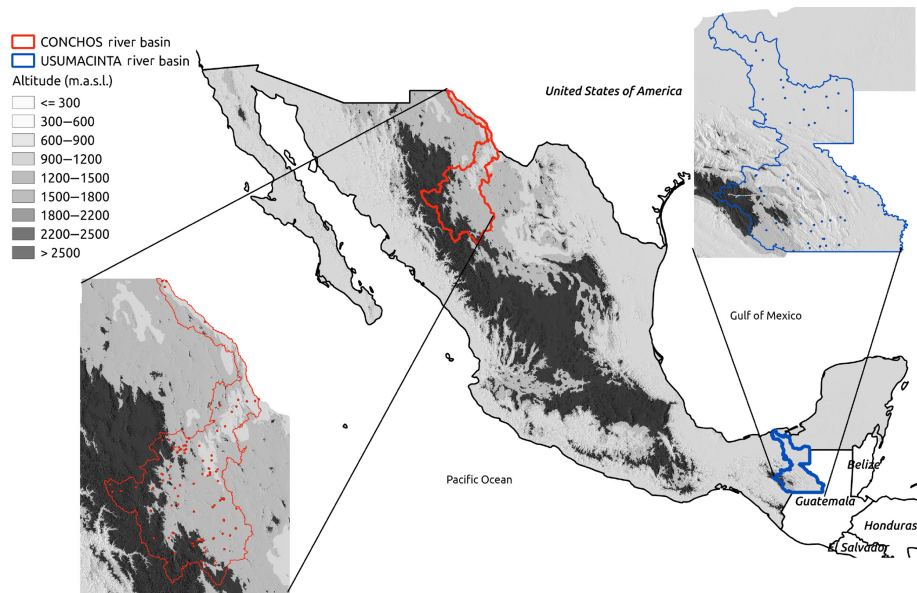 CONCHOS river basin
USUMACINTA river basin
Altitude (m.a.s.l.)
<= 300
300—600
600—900
900—1200
1200—1500
1500—1800
1800—2200
2200—2500
> 2500
United States of America
Gulf of Mexico
Pacific Ocean
Belize
Guatemala
Honduras
El Salvador